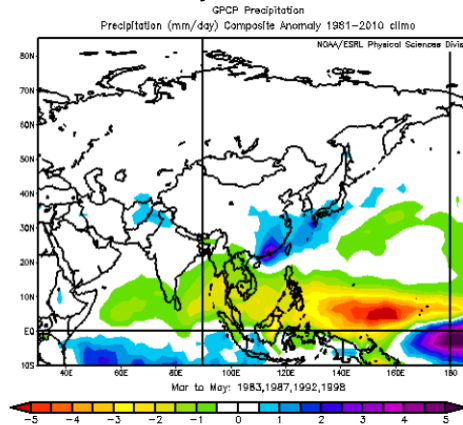 GPCP Precipitation
Precipitation (mm/day) Composite Anomaly 1981-2010 climo
NOAA/ESRL Physical Sciences Divis
80N
70N
60N
50N
40N
30N
20N
10N
EQ
10S
40E 60E 80E 100E 120E 140E 160E 180
Mar to May: 1983,1987,1992,1998
-5 -4 -3 -2 -1 0 1 2 3 4 5